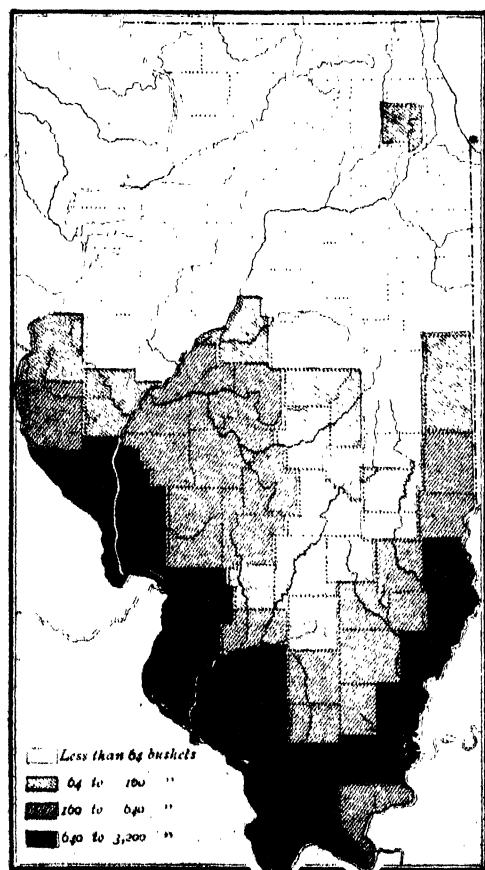 Less than 64 bushels
64 to 160 "
160 to 640 "
640 to 3,200 "